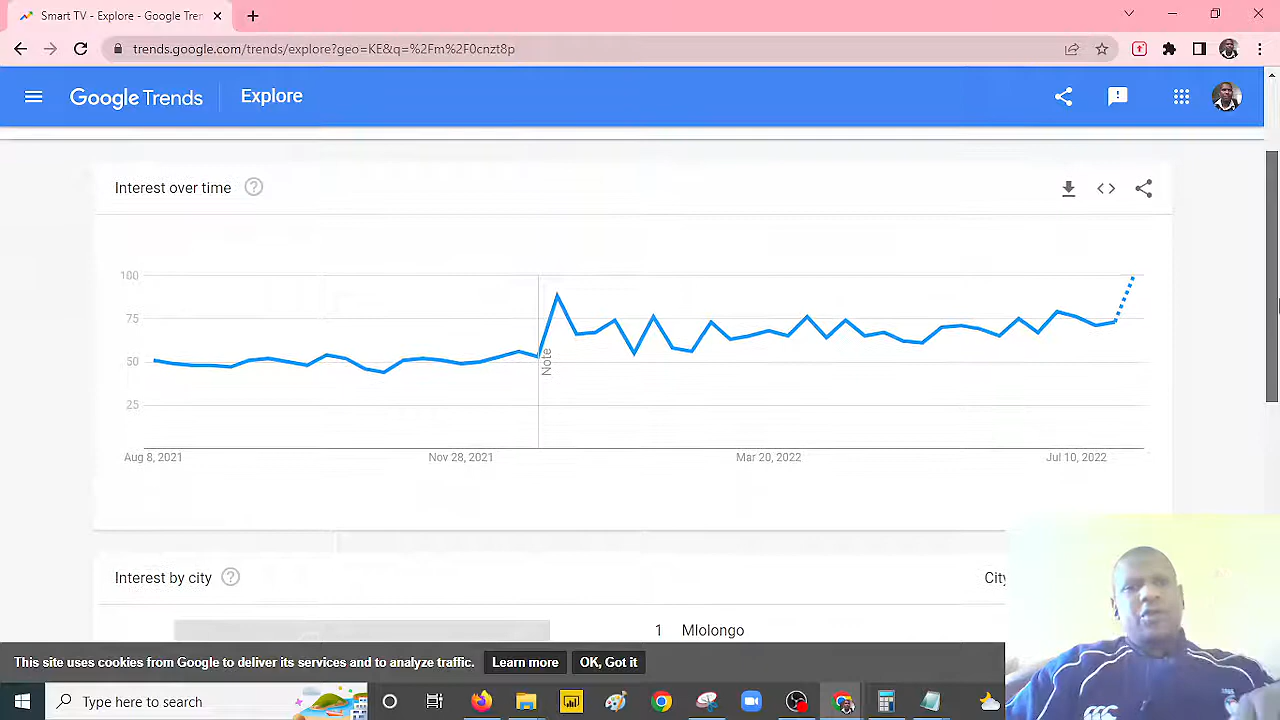 Smart TV - Explore - Google Tren
trends.google.com/trends/explore?geo=KE&q=%2Fm%2F0cnzt8p
Google Trends
Explore
Interest over time
100
75
50
25
Note
Aug 8, 2021
Nov 28, 2021
Mar 20, 2022
Jul 10, 2022
Interest by city
City
1 Mlolongo
This site uses cookies from Google to deliver its services and to analyze traffic.
Learn more
OK, Got it
Type here to search